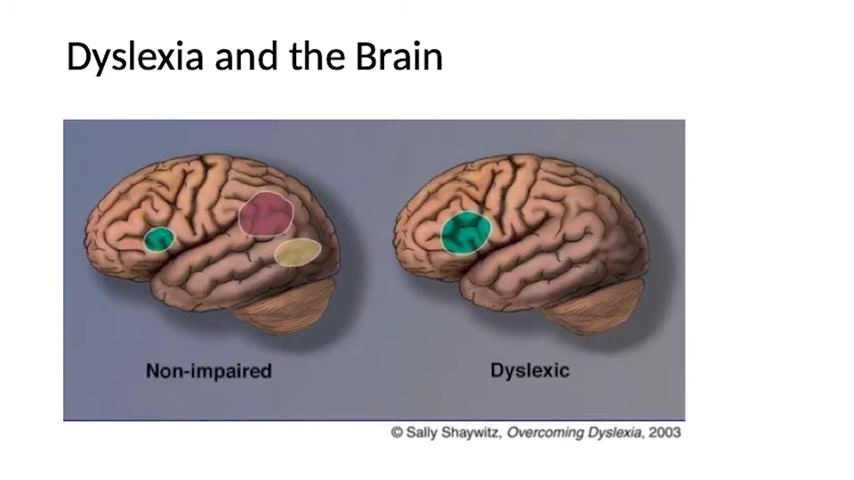 Dyslexia and the Brain
Non-impaired
Dyslexic
© Sally Shaywitz, Overcoming Dyslexia, 2003